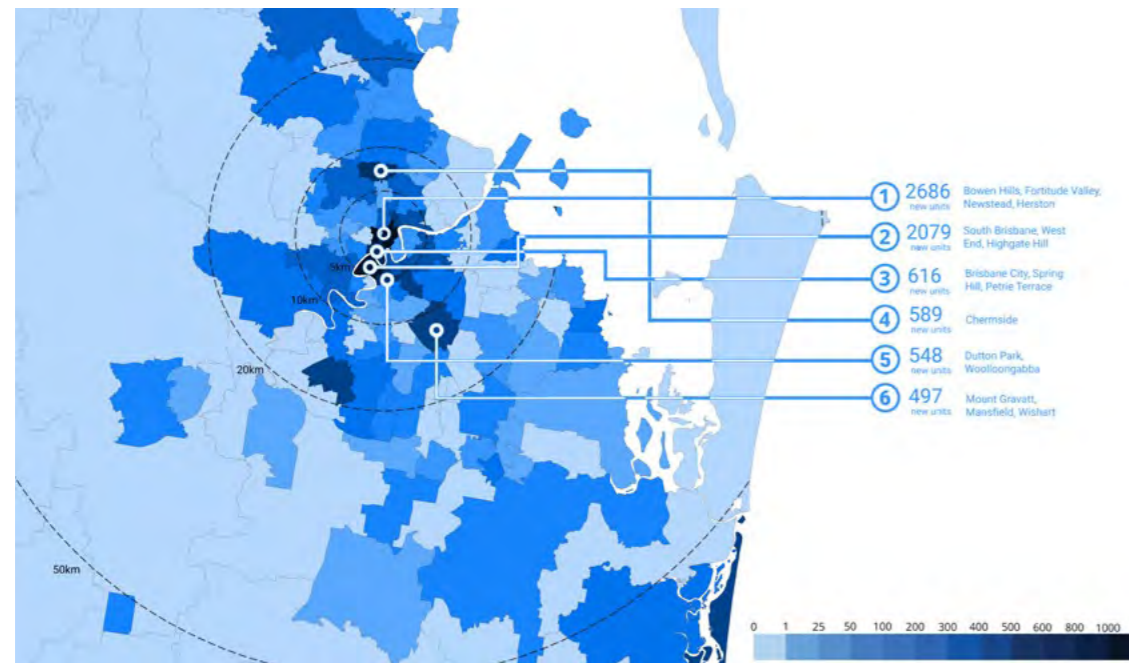 1
2686
new units
Bowen Hills, Fortitude Valley,
Newstead, Herston
2
2079
new units
South Brisbane, West
End, Highgate Hill
3
616
new units
Brisbane City, Spring
Hill, Petrie Terrace
4
589
new units
Chermside
5
548
new units
Dutton Park,
Woolloongabba
6
497
new units
Mount Gravatt,
Mansfield, Wishert
5km
10km
20km
50km
0 1 25 50 100 200 300 400 500 600 800 1000